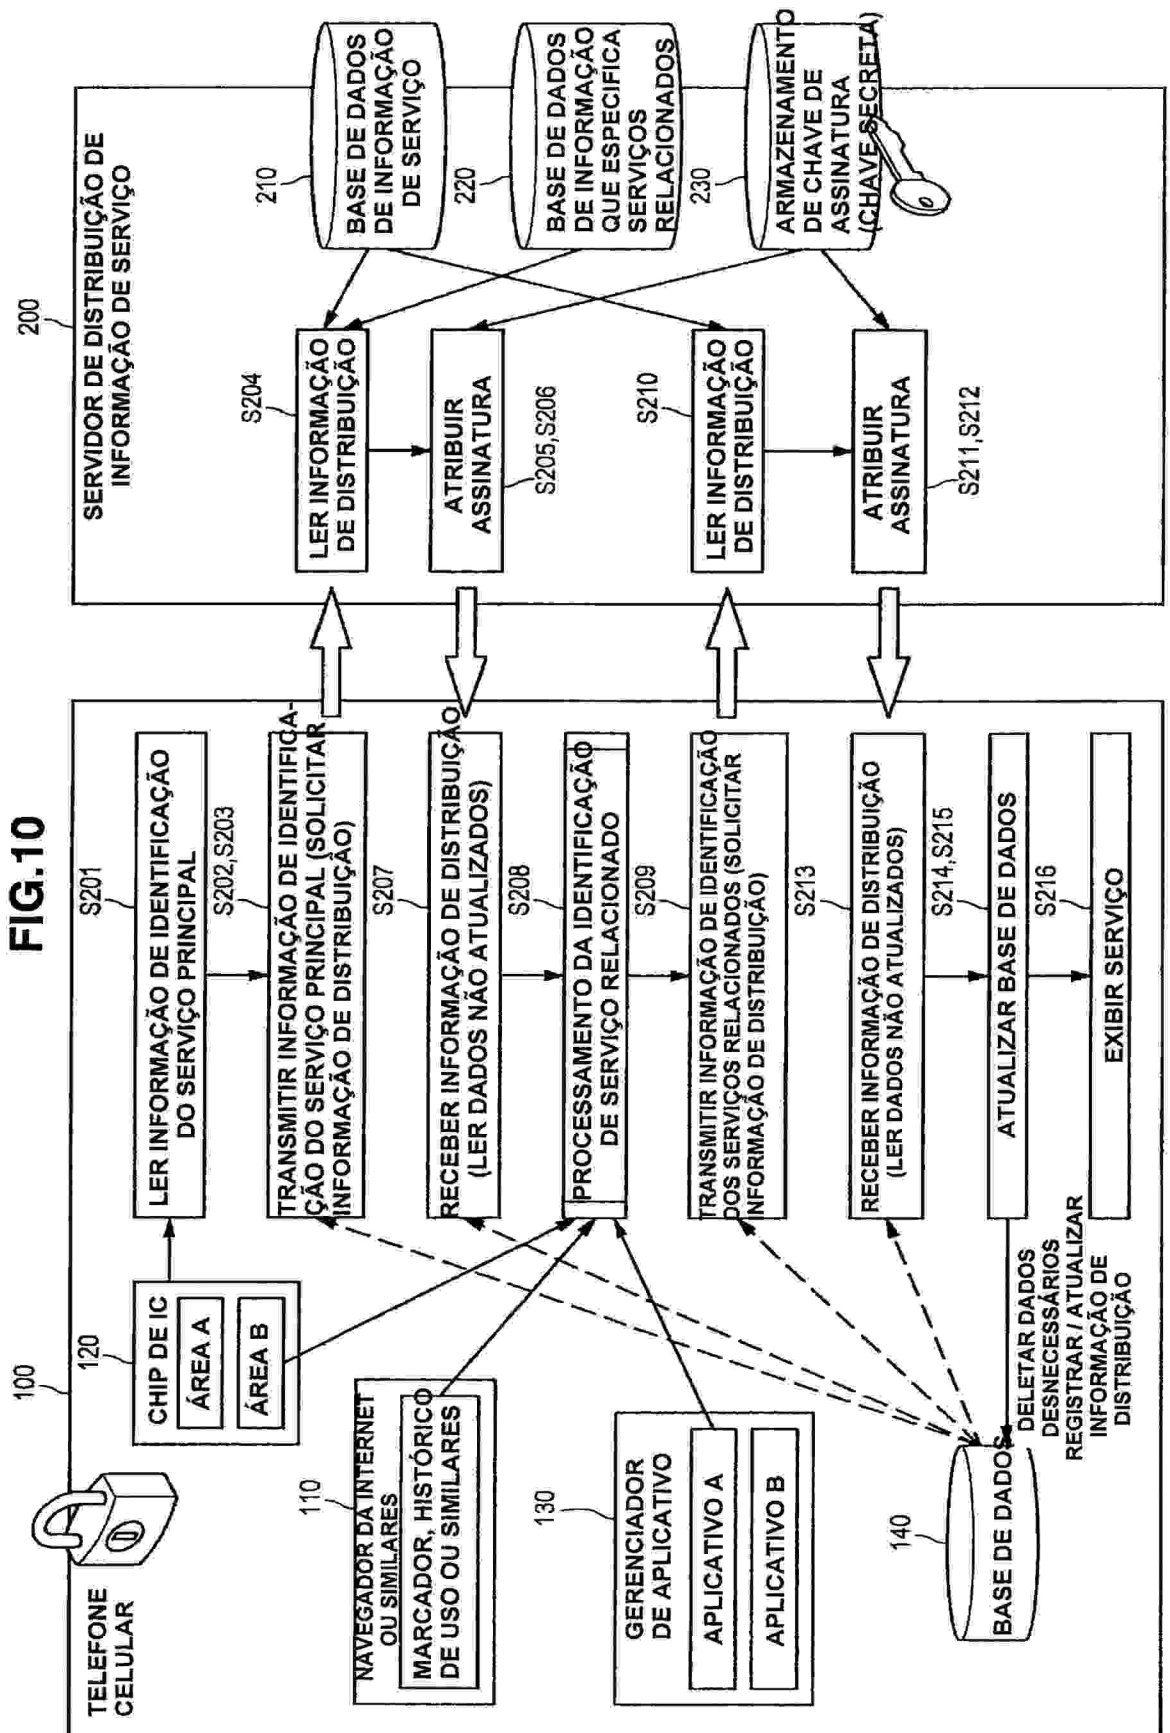 FIG.10
100
TELEFONE
CELULAR
120
CHIP DE IC
ÁREA A
ÁREA B
110
NAVEGADOR DA INTERNET
OU SIMILARES
MARCADOR, HISTÓRICO
DE USO OU SIMILARES
130
GERENCIADOR
DE APLICATIVO
APLICATIVO A
APLICATIVO B
140
BASE DE DADOS
S201
LER INFORMAÇÃO DE IDENTIFICAÇÃO
DO SERVIÇO PRINCIPAL
S202,S203
TRANSMITIR INFORMAÇÃO DE IDENTIFICA-
ÇÃO DO SERVIÇO PRINCIPAL (SOLICITAR
INFORMAÇÃO DE DISTRIBUIÇÃO)
S207
RECEBER INFORMAÇÃO DE DISTRIBUIÇÃO
(LER DADOS NÃO ATUALIZADOS)
S208
PROCESSAMENTO DA IDENTIFICAÇÃO
DE SERVIÇO RELACIONADO
S209
TRANSMITIR INFORMAÇÃO DE IDENTIFICAÇÃO
DOS SERVIÇOS RELACIONADOS (SOLICITAR
INFORMAÇÃO DE DISTRIBUIÇÃO)
S213
RECEBER INFORMAÇÃO DE DISTRIBUIÇÃO
(LER DADOS NÃO ATUALIZADOS)
S214,S215
ATUALIZAR BASE DE DADOS
S216
EXIBIR SERVIÇO
DELETAR DADOS
DESNECESSÁRIOS
REGISTRAR / ATUALIZAR
INFORMAÇÃO DE
DISTRIBUIÇÃO
200
SERVIDOR DE DISTRIBUIÇÃO DE
INFORMAÇÃO DE SERVIÇO
S204
LER INFORMAÇÃO
DE DISTRIBUIÇÃO
ATRIBUIR
ASSINATURA
S205,S206
S210
LER INFORMAÇÃO
DE DISTRIBUIÇÃO
ATRIBUIR
ASSINATURA
S211,S212
210
BASE DE DADOS
DE INFORMAÇÃO
DE SERVIÇO
220
BASE DE DADOS
DE INFORMAÇÃO
QUE ESPECIFICA
SERVIÇOS
RELACIONADOS
230
ARMAZENAMENTO
DE CHAVE DE
ASSINATURA
(CHAVE SECRETA)